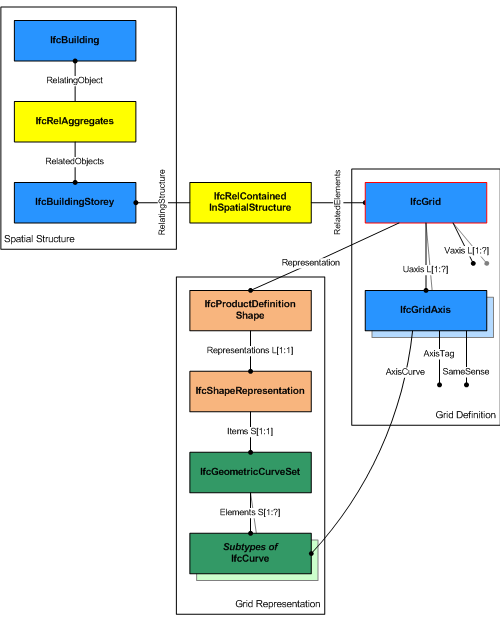 IfcBuilding
RelatingObject
IfcRelAggregates
RelatedObjects
IfcBuildingStorey
Spatial Structure
RelatingStructure
IfcRelContained
InSpatialStructure
RelatedElements
IfcGrid
Vaxis L[1:?]
Uaxis L[1:?]
IfcGridAxis
AxisTag
SameSense
AxisCurve
Grid Definition
Representation
IfcProductDefinition
Shape
Representations L[1:1]
IfcShapeRepresentation
Items S[1:1]
IfcGeometricCurveSet
Elements S[1:?]
Subtypes of
IfcCurve
Grid Representation